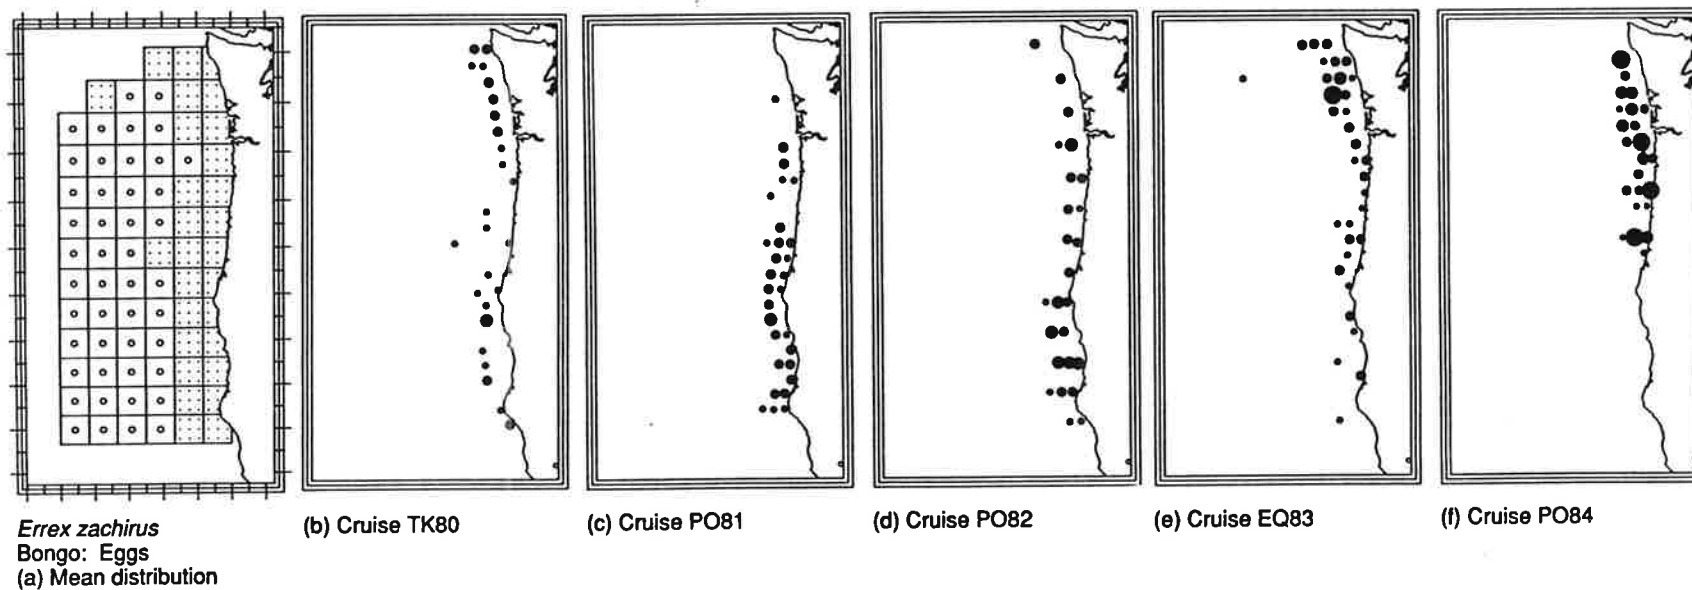 Errex zachirus
Bongo: Eggs
(a) Mean distribution
(b) Cruise TK80
(c) Cruise PO81
(d) Cruise PO82
(e) Cruise EQ83
(f) Cruise PO84